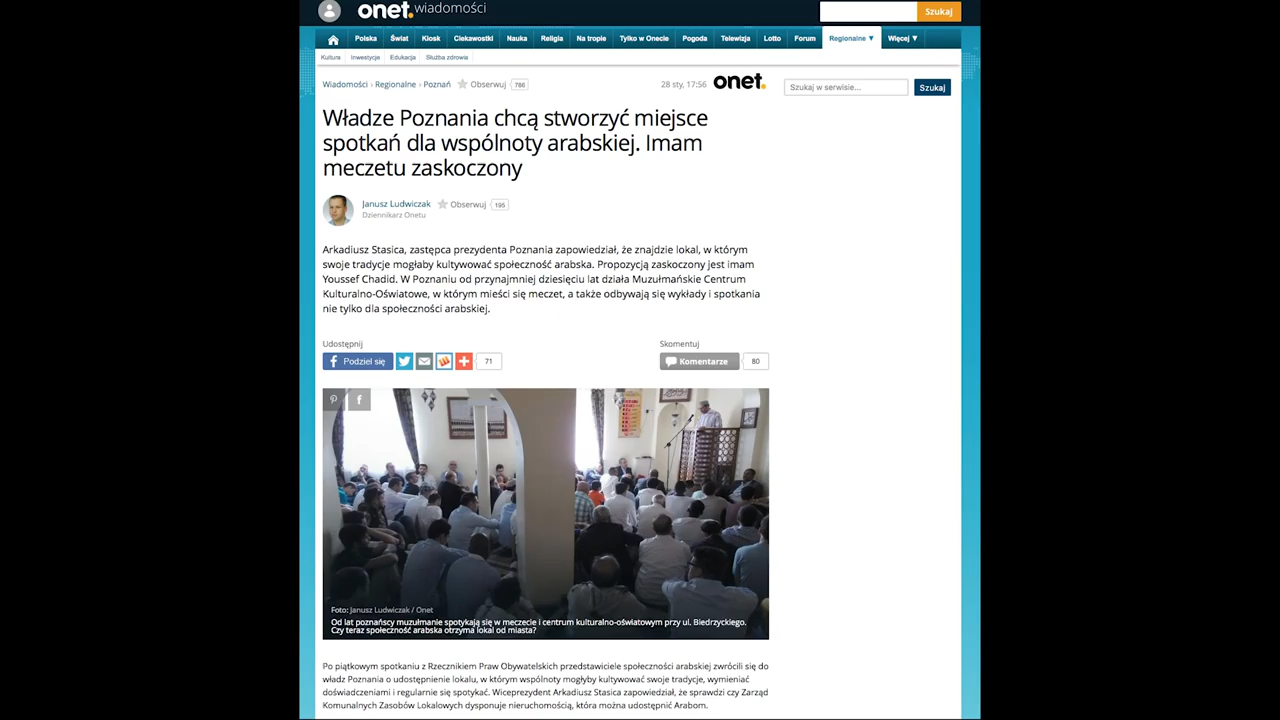 onet.wiadomości
Szukaj
Polska Świat Kiosk Ciekawostki Nauka Religia Na tropie Tylko w Onecie Pogoda Telewizja Lotto Forum Regionalne ▼ Więcej ▼
Kultura Inwestycje Edukacja Służba zdrowia
Wiadomości › Regionalne › Poznań Obserwuj 786 28 sty, 17:56 onet. Szukaj w serwisie... Szukaj
Władze Poznania chcą stworzyć miejsce
spotkań dla wspólnoty arabskiej. Imam
meczetu zaskoczony
Janusz Ludwiczak Obserwuj 195
Dziennikarz Onetu
Arkadiusz Stasica, zastępca prezydenta Poznania zapowiedział, że znajdzie lokal, w którym
swoje tradycje mogłaby kultywować społeczność arabska. Propozycją zaskoczony jest imam
Youssef Chadid. W Poznaniu od przynajmniej dziesięciu lat działa Muzułmańskie Centrum
Kulturalno-Oświatowe, w którym mieści się meczet, a także odbywają się wykłady i spotkania
nie tylko dla społeczności arabskiej.
Udostępnij Skomentuj
Podziel się 71 Komentarze 80
Foto: Janusz Ludwiczak / Onet
Od lat poznańscy muzułmanie spotykają się w meczecie i centrum kulturalno-oświatowym przy ul. Biedrzyckiego.
Czy teraz społeczność arabska otrzyma lokal od miasta?
Po piątkowym spotkaniu z Rzecznikiem Praw Obywatelskich przedstawiciele społeczności arabskiej zwrócili się do
władz Poznania o udostępnienie lokalu, w którym wspólnoty mogłyby kultywować swoje tradycje, wymieniać
doświadczeniami i regularnie się spotykać. Wiceprezydent Arkadiusz Stasica zapowiedział, że sprawdzi czy Zarząd
Komunalnych Zasobów Lokalowych dysponuje nieruchomością, która można udostępnić Arabom.